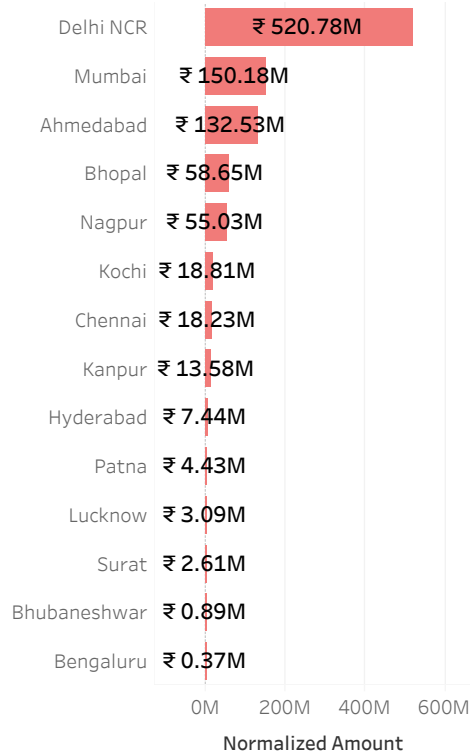 Delhi NCR ₹ 520.78M
Mumbai ₹ 150.18M
Ahmedabad ₹ 132.53M
Bhopal ₹ 58.65M
Nagpur ₹ 55.03M
Kochi ₹ 18.81M
Chennai ₹ 18.23M
Kanpur ₹ 13.58M
Hyderabad ₹ 7.44M
Patna ₹ 4.43M
Lucknow ₹ 3.09M
Surat ₹ 2.61M
Bhubaneshwar ₹ 0.89M
Bengaluru ₹ 0.37M
0M 200M 400M 600M
Normalized Amount